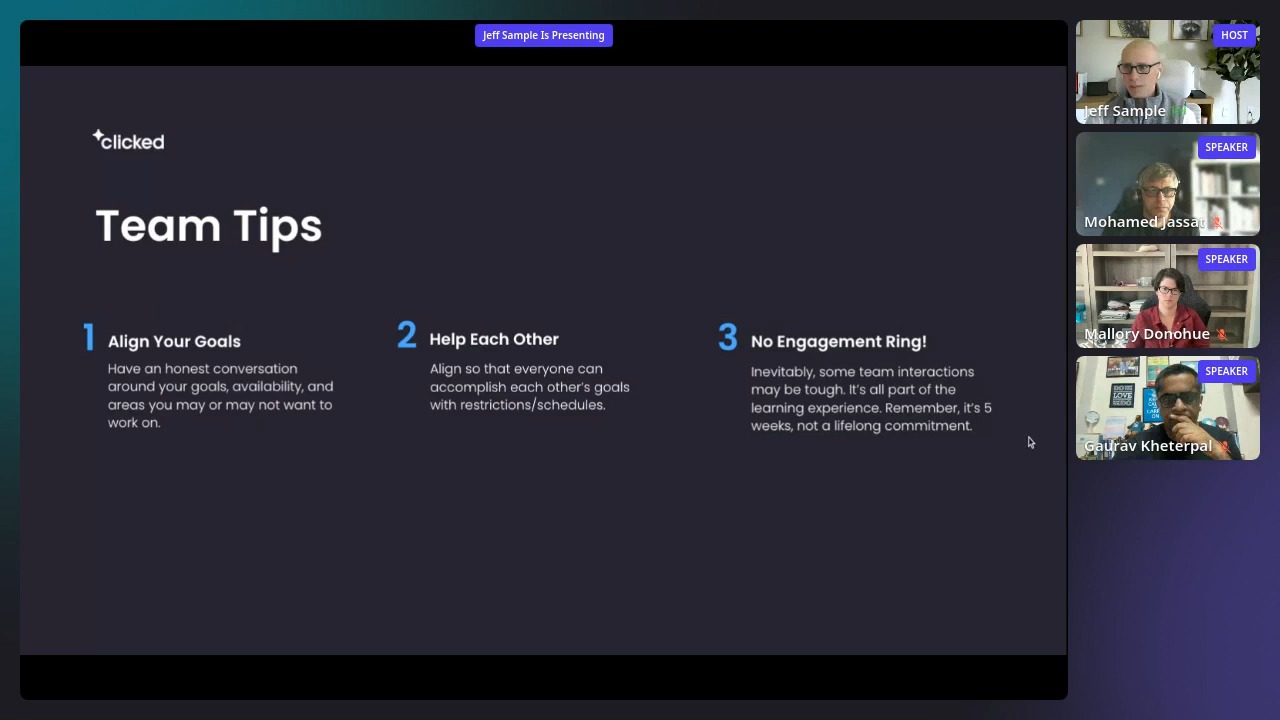 Jeff Sample Is Presenting
clicked
Team Tips
1 Align Your Goals
Have an honest conversation
around your goals, availability, and
areas you may or may not want to
work on.
2 Help Each Other
Align so that everyone can
accomplish each other's goals
with restrictions/schedules.
3 No Engagement Ring!
Inevitably, some team interactions
may be tough. It's all part of the
learning experience. Remember, it's 5
weeks, not a lifelong commitment.
HOST
Jeff Sample
SPEAKER
Mohamed Jassat
SPEAKER
Mallory Donohue
SPEAKER
Gaurav Kheterpal